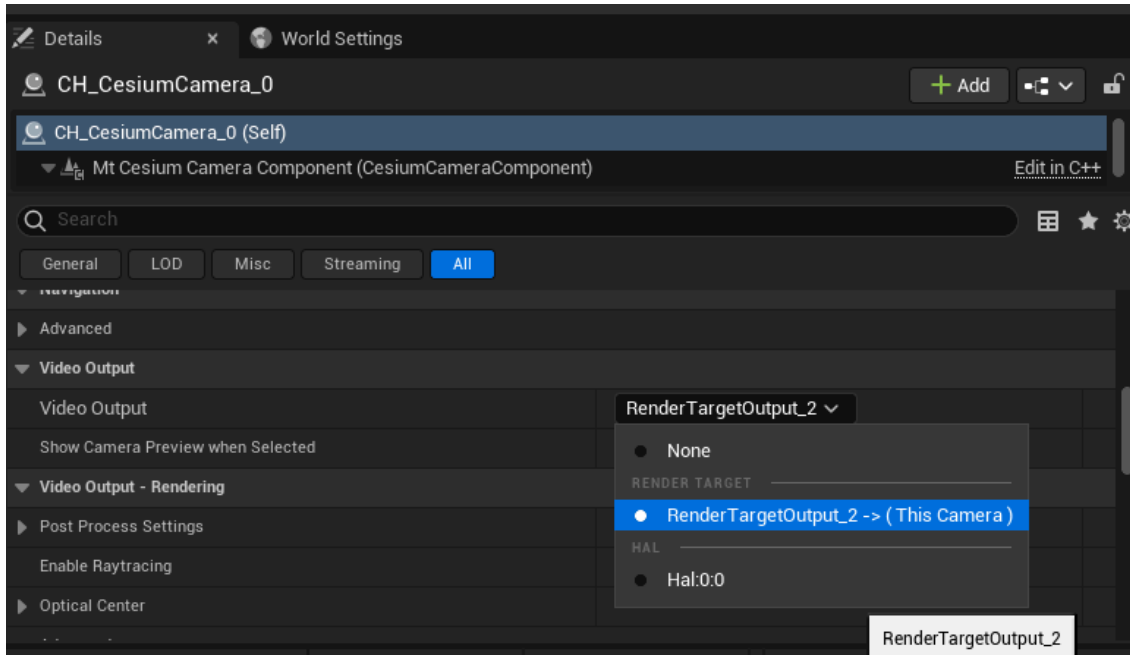 Details × World Settings
CH_CesiumCamera_0
+ Add
CH_CesiumCamera_0 (Self)
Mt Cesium Camera Component (CesiumCameraComponent)
Edit in C++
Search
General LOD Misc Streaming All
Navigation
Advanced
Video Output
Video Output
RenderTargetOutput_2
Show Camera Preview when Selected
None
Video Output - Rendering
RENDER TARGET
Post Process Settings
RenderTargetOutput_2 -> ( This Camera )
HAL
Enable Raytracing
Hal:0:0
Optical Center
RenderTargetOutput_2